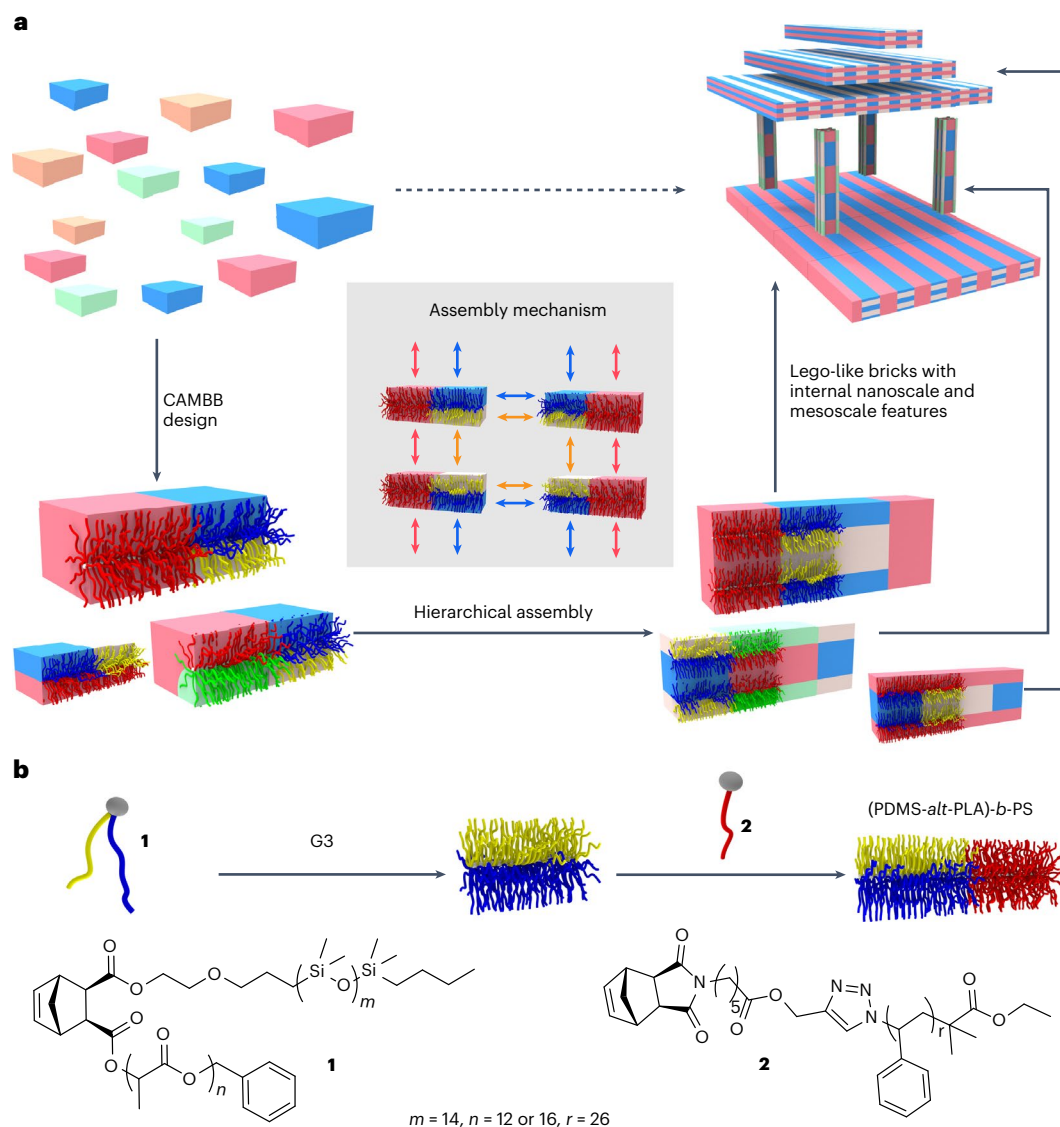 a
Assembly mechanism
CAMBB
design
Lego-like bricks with
internal nanoscale and
mesoscale features
Hierarchical assembly
b
1
G3
2
(PDMS-alt-PLA)-b-PS
O
O
O
Si
O
Si
m
O
O
n
O
O
1
O
N
O
5
O
O
N
N
N
r
O
O
2
m = 14, n = 12 or 16, r = 26